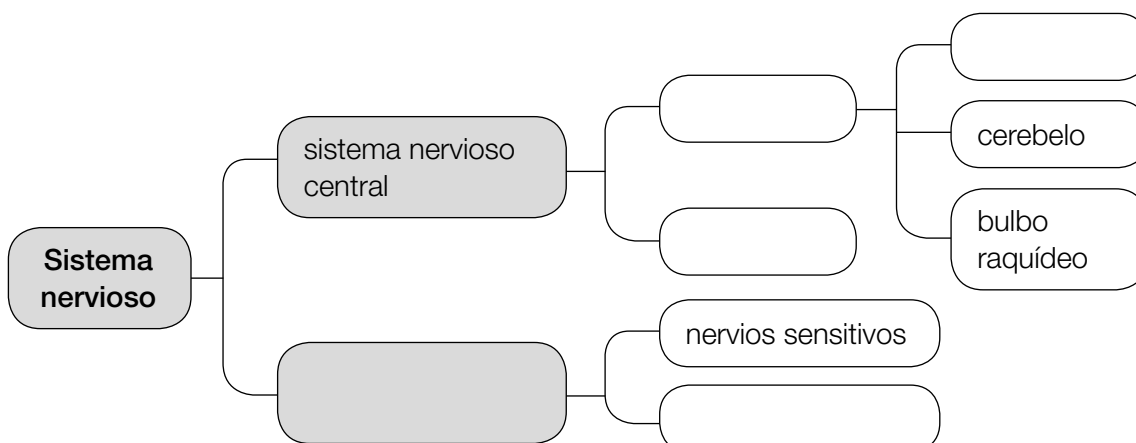 Sistema
nervioso
sistema nervioso
central
cerebelo
bulbo
raquídeo
nervios sensitivos